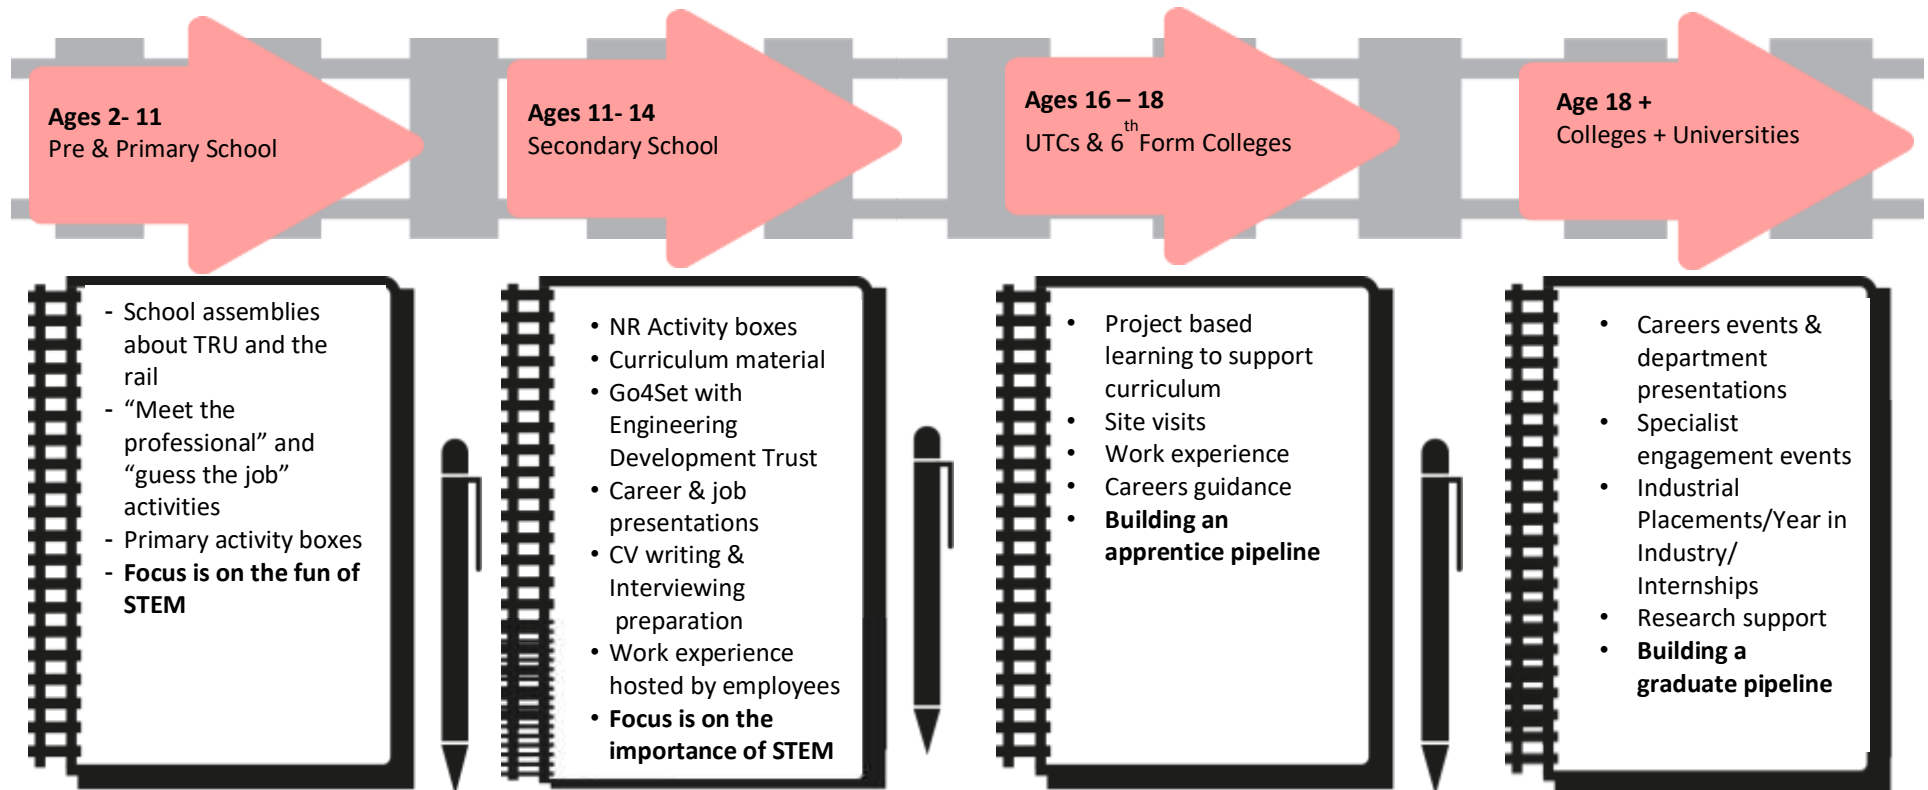 Ages 2- 11
Pre & Primary School
Ages 11- 14
Secondary School
Ages 16 – 18
UTCs & 6th Form Colleges
Age 18 +
Colleges + Universities
- School assemblies
about TRU and the
rail
- “Meet the
professional” and
“guess the job”
activities
- Primary activity boxes
- Focus is on the fun of
STEM
• NR Activity boxes
• Curriculum material
• Go4Set with
Engineering
Development Trust
• Career & job
presentations
• CV writing &
Interviewing
preparation
• Work experience
hosted by employees
• Focus is on the
importance of STEM
• Project based
learning to support
curriculum
• Site visits
• Work experience
• Careers guidance
• Building an
apprentice pipeline
• Careers events &
department
presentations
• Specialist
engagement events
• Industrial
Placements/Year in
Industry/
Internships
• Research support
• Building a
graduate pipeline